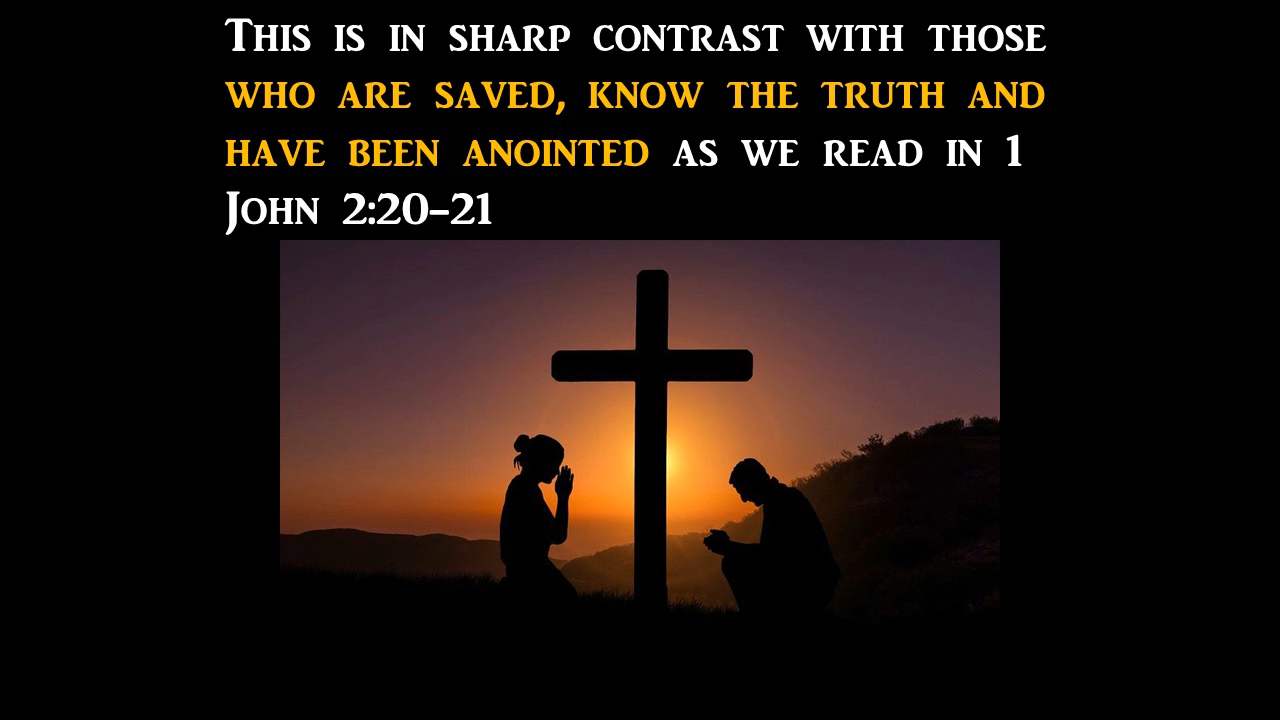 This is in sharp contrast with those
who are saved, know the truth and
have been anointed as we read in 1
John 2:20–21